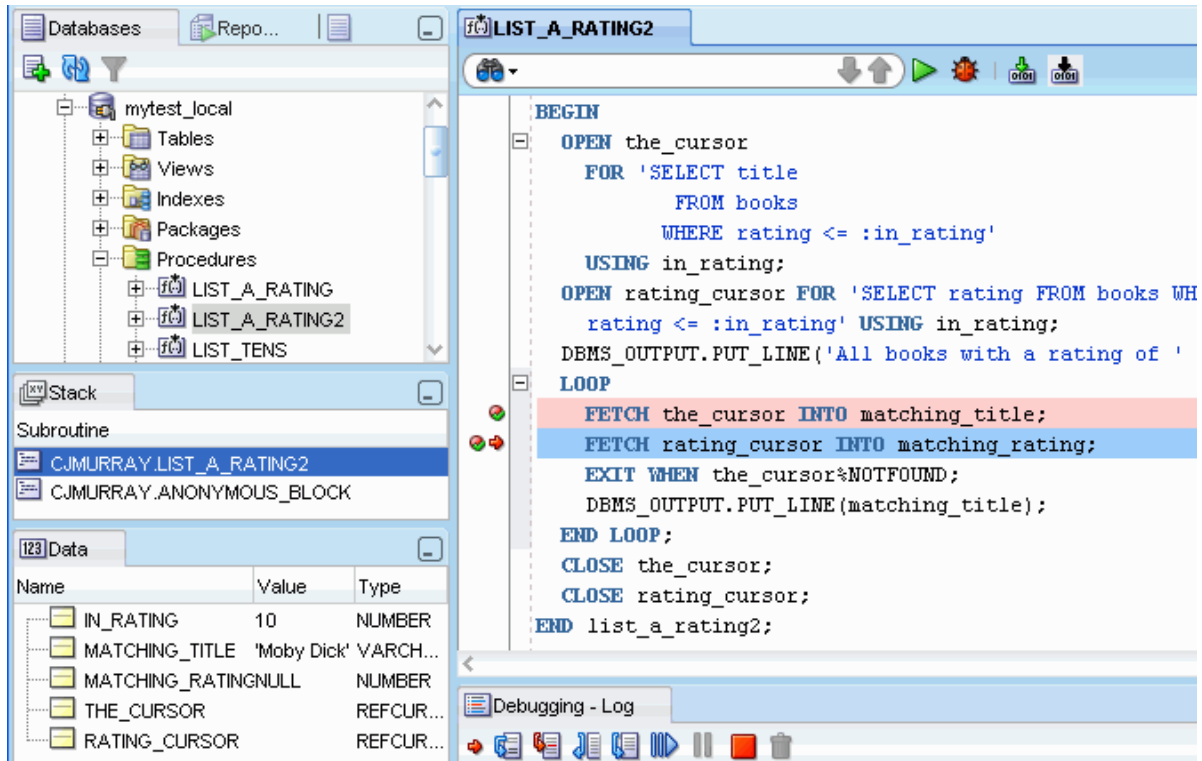 Databases
Repo...
mytest_local
Tables
Views
Indexes
Packages
Procedures
LIST_A_RATING
LIST_A_RATING2
LIST_TENS
Stack
Subroutine
CJMURRAY.LIST_A_RATING2
CJMURRAY.ANONYMOUS_BLOCK
Data
Name Value Type
IN_RATING 10 NUMBER
MATCHING_TITLE 'Moby Dick' VARCH...
MATCHING_RATING NULL NUMBER
THE_CURSOR REFCUR...
RATING_CURSOR REFCUR...
LIST_A_RATING2
BEGIN
OPEN the_cursor
FOR 'SELECT title
FROM books
WHERE rating <= :in_rating'
USING in_rating;
OPEN rating_cursor FOR 'SELECT rating FROM books WH
rating <= :in_rating' USING in_rating;
DBMS_OUTPUT.PUT_LINE('All books with a rating of '
LOOP
FETCH the_cursor INTO matching_title;
FETCH rating_cursor INTO matching_rating;
EXIT WHEN the_cursor%NOTFOUND;
DBMS_OUTPUT.PUT_LINE(matching_title);
END LOOP;
CLOSE the_cursor;
CLOSE rating_cursor;
END list_a_rating2;
Debugging - Log